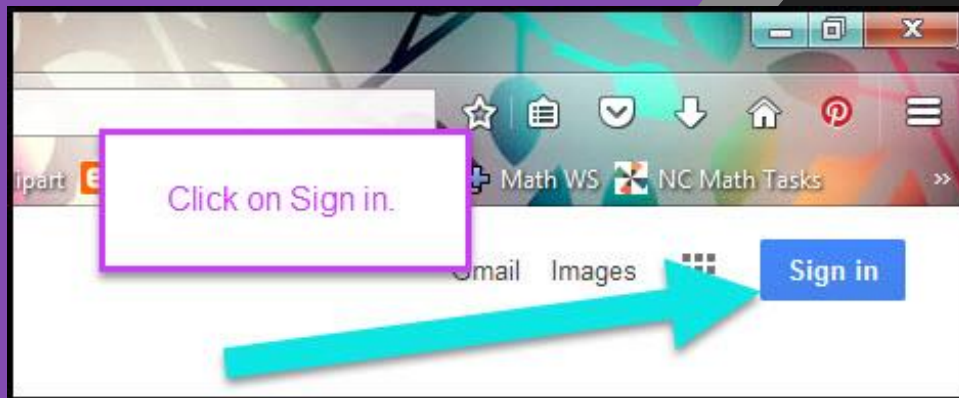 ipart Math WS NC Math Tasks »
Click on Sign in.
Gmail Images Sign in